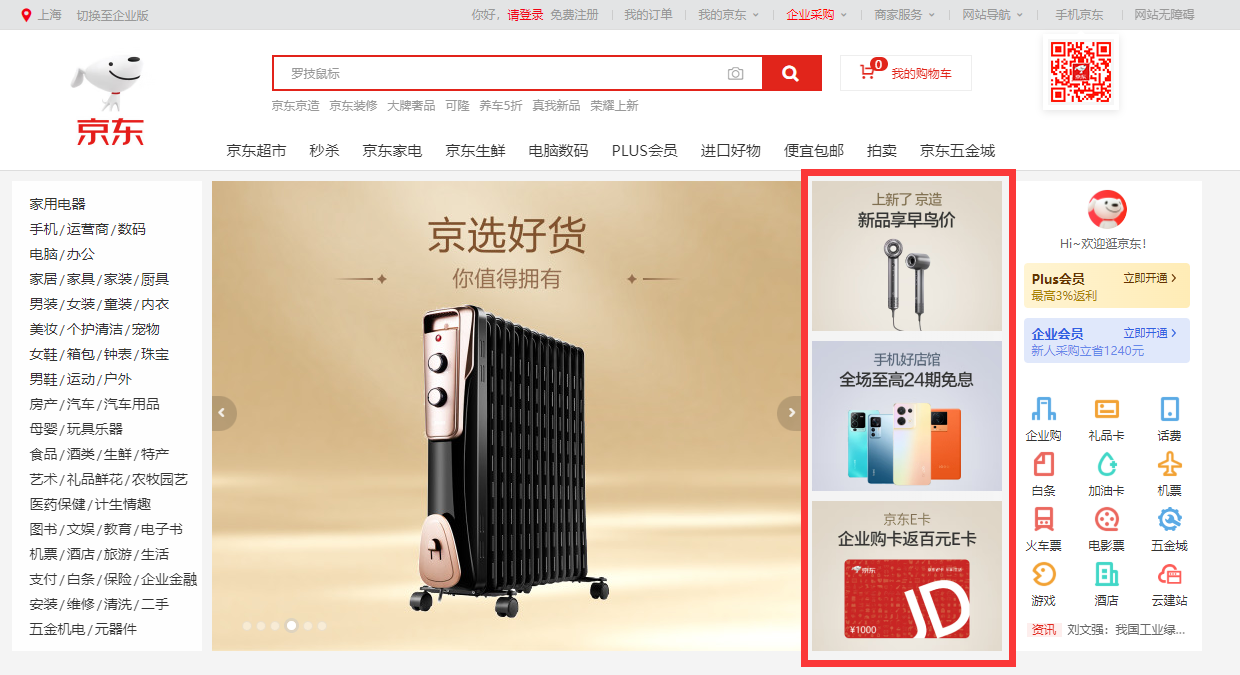 上海 切换至企业版
你好，请登录 免费注册 我的订单 我的京东 企业采购 商家服务 网站导航 手机京东 网站无障碍
京东
罗技鼠标
0
我的购物车
京东京造 京东装修 大牌奢品 可隆 养车5折 真我新品 荣耀上新
京东超市 秒杀 京东家电 京东生鲜 电脑数码 PLUS会员 进口好物 便宜包邮 拍卖 京东五金城
家用电器
手机/运营商/数码
电脑/办公
家居/家具/家装/厨具
男装/女装/童装/内衣
美妆/个护清洁/宠物
女鞋/箱包/钟表/珠宝
男鞋/运动/户外
房产/汽车/汽车用品
母婴/玩具乐器
食品/酒类/生鲜/特产
艺术/礼品鲜花/农牧园艺
医药保健/计生情趣
图书/文娱/教育/电子书
机票/酒店/旅游/生活
支付/白条/保险/企业金融
安装/维修/清洗/二手
五金机电/元器件
京选好货
你值得拥有
上新了 京造
新品享早鸟价
手机好店馆
全场至高24期免息
京东E卡
企业购卡返百元E卡
京东
JD
¥1000
Hi~欢迎逛京东!
Plus会员 立即开通
最高3%返利
企业会员 立即开通
新人采购立省1240元
企业购 礼品卡 话费
白条 加油卡 机票
火车票 电影票 五金城
游戏 酒店 云建站
资讯 刘文强：我国工业绿...